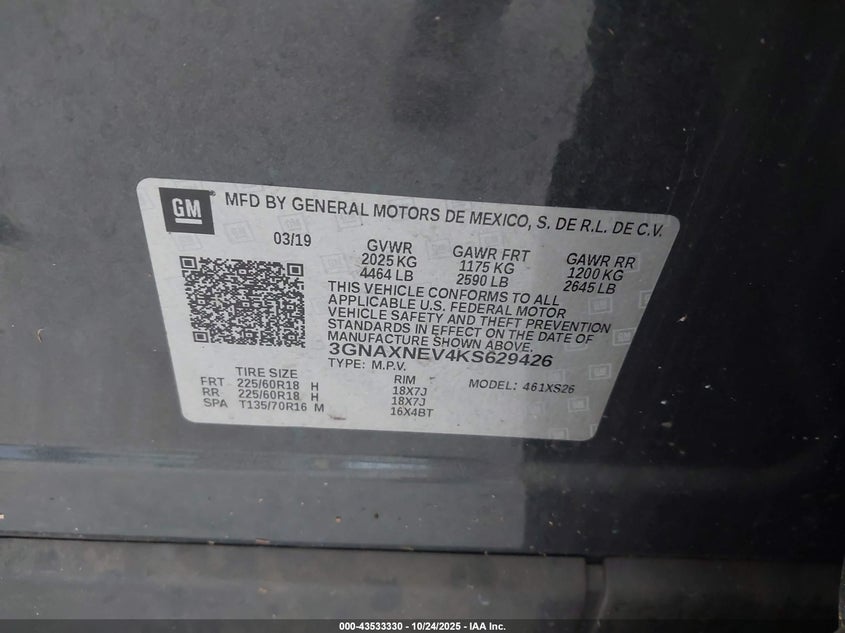 GM
MFD BY GENERAL MOTORS DE MEXICO, S. DE R.L. DE C.V.
03/19
GVWR
2025 KG
4464 LB
GAWR FRT
1175 KG
2590 LB
GAWR RR
1200 KG
2645 LB
THIS VEHICLE CONFORMS TO ALL
APPLICABLE U.S. FEDERAL MOTOR
VEHICLE SAFETY AND THEFT PREVENTION
STANDARDS IN EFFECT ON THE DATE OF
MANUFACTURE SHOWN ABOVE.
3GNAXNEV4KS629426
TYPE: M.P.V.
MODEL: 461XS26
TIRE SIZE
RIM
FRT 225/60R18 H 18X7J
RR 225/60R18 H 18X7J
SPA T135/70R16 M 16X4BT
000-43533330 - 10/24/2025 - IAA Inc.